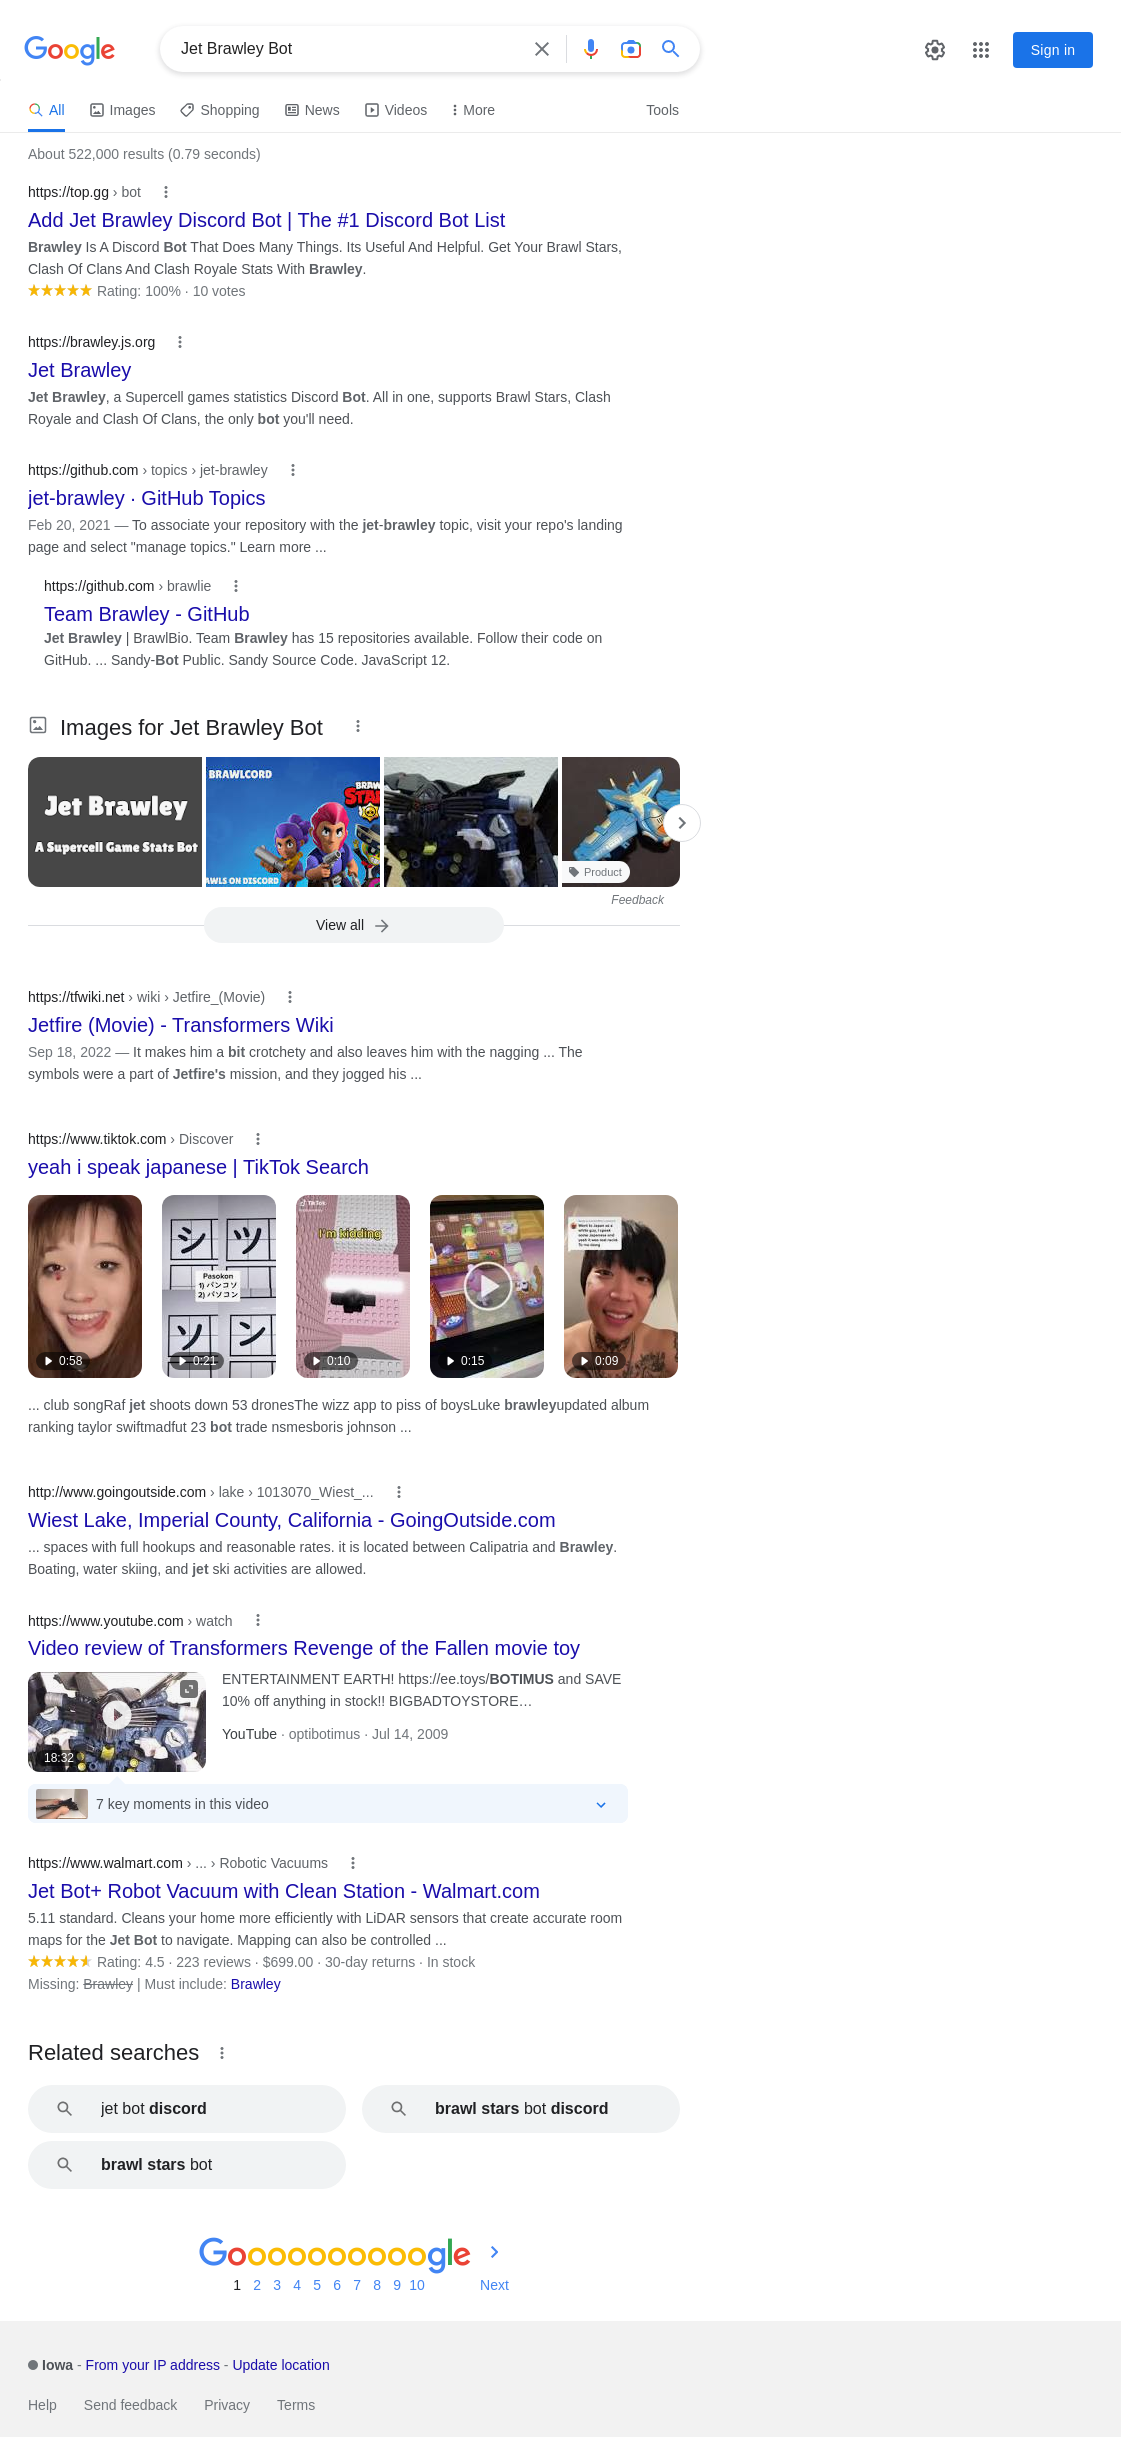 Google
Jet Brawley Bot
Sign in
All
Images
Shopping
News
Videos
More
Tools
About 522,000 results (0.79 seconds)
https://top.gg › bot
Add Jet Brawley Discord Bot | The #1 Discord Bot List
Brawley Is A Discord Bot That Does Many Things. Its Useful And Helpful. Get Your Brawl Stars,
Clash Of Clans And Clash Royale Stats With Brawley.
Rating: 100% · 10 votes
https://brawley.js.org
Jet Brawley
Jet Brawley, a Supercell games statistics Discord Bot. All in one, supports Brawl Stars, Clash
Royale and Clash Of Clans, the only bot you'll need.
https://github.com › topics › jet-brawley
jet-brawley · GitHub Topics
Feb 20, 2021 — To associate your repository with the jet-brawley topic, visit your repo's landing
page and select "manage topics." Learn more ...
https://github.com › brawlie
Team Brawley - GitHub
Jet Brawley | BrawlBio. Team Brawley has 15 repositories available. Follow their code on
GitHub. ... Sandy-Bot Public. Sandy Source Code. JavaScript 12.
Images for Jet Brawley Bot
Jet Brawley
A Supercell Game Stats Bot
BRAWLCORD
BRAW
STA
AWLS ON DISCORD
Product
Feedback
View all
https://tfwiki.net › wiki › Jetfire_(Movie)
Jetfire (Movie) - Transformers Wiki
Sep 18, 2022 — It makes him a bit crotchety and also leaves him with the nagging ... The
symbols were a part of Jetfire's mission, and they jogged his ...
https://www.tiktok.com › Discover
yeah i speak japanese | TikTok Search
シ ツ
Pasokon
1) パンコソ
2) パソコン
ソ ン
TikTok
I'm kidding
0:58
0:21
0:10
0:15
0:09
... club songRaf jet shoots down 53 dronesThe wizz app to piss of boysLuke brawleyupdated album
ranking taylor swiftmadfut 23 bot trade nsmesboris johnson ...
http://www.goingoutside.com › lake › 1013070_Wiest_...
Wiest Lake, Imperial County, California - GoingOutside.com
... spaces with full hookups and reasonable rates. it is located between Calipatria and Brawley.
Boating, water skiing, and jet ski activities are allowed.
https://www.youtube.com › watch
Video review of Transformers Revenge of the Fallen movie toy
18:32
ENTERTAINMENT EARTH! https://ee.toys/BOTIMUS and SAVE
10% off anything in stock!! BIGBADTOYSTORE…
YouTube · optibotimus · Jul 14, 2009
7 key moments in this video
https://www.walmart.com › ... › Robotic Vacuums
Jet Bot+ Robot Vacuum with Clean Station - Walmart.com
5.11 standard. Cleans your home more efficiently with LiDAR sensors that create accurate room
maps for the Jet Bot to navigate. Mapping can also be controlled ...
Rating: 4.5 · 223 reviews · $699.00 · 30-day returns · In stock
Missing: Brawley | Must include: Brawley
Related searches
jet bot discord
brawl stars bot discord
brawl stars bot
Goooooooooogle
1 2 3 4 5 6 7 8 9 10 Next
Iowa - From your IP address - Update location
Help
Send feedback
Privacy
Terms